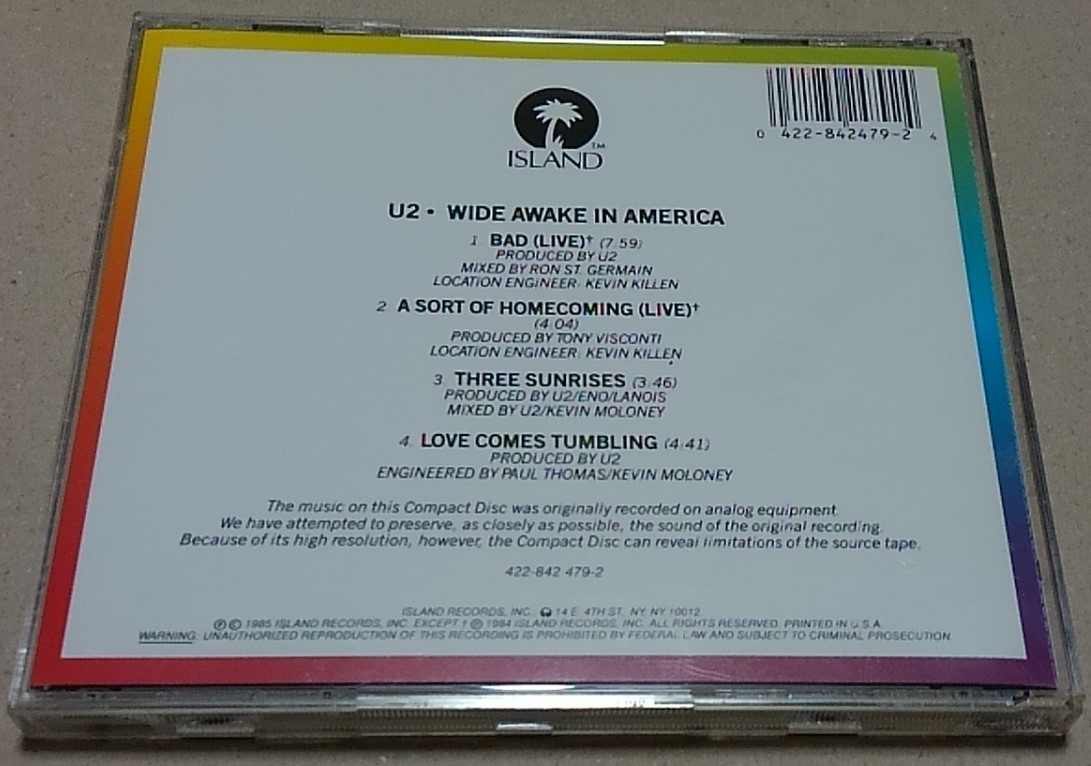 0 422-842479-2 4
ISLAND™
U2 • WIDE AWAKE IN AMERICA
1 BAD (LIVE)† (7:59)
PRODUCED BY U2
MIXED BY RON ST. GERMAIN
LOCATION ENGINEER: KEVIN KILLEN
2 A SORT OF HOMECOMING (LIVE)†
(4:04)
PRODUCED BY TONY VISCONTI
LOCATION ENGINEER: KEVIN KILLEN
3 THREE SUNRISES (3:46)
PRODUCED BY U2/ENO/LANOIS
MIXED BY U2/KEVIN MOLONEY
4 LOVE COMES TUMBLING (4:41)
PRODUCED BY U2
ENGINEERED BY PAUL THOMAS/KEVIN MOLONEY
The music on this Compact Disc was originally recorded on analog equipment.
We have attempted to preserve, as closely as possible, the sound of the original recording.
Because of its high resolution, however, the Compact Disc can reveal limitations of the source tape.
422-842 479-2
ISLAND RECORDS, INC. 14 E. 4TH ST., NY, NY 10012.
℗ © 1985 ISLAND RECORDS, INC. EXCEPT † ℗ 1984 ISLAND RECORDS, INC. ALL RIGHTS RESERVED. PRINTED IN U.S.A.
WARNING: UNAUTHORIZED REPRODUCTION OF THIS RECORDING IS PROHIBITED BY FEDERAL LAW AND SUBJECT TO CRIMINAL PROSECUTION.